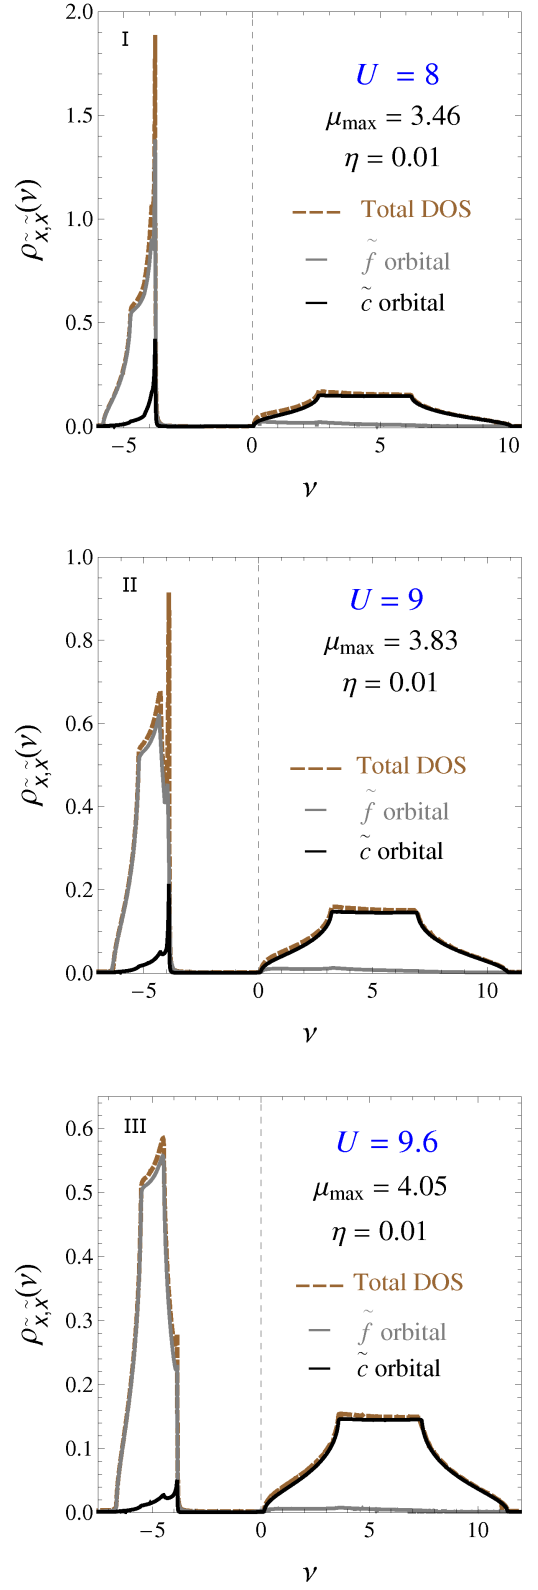 I
U = 8
μmax = 3.46
η = 0.01
Total DOS
f̃ orbital
c̃ orbital
ρX̃,X̃(ν)
2.0
1.5
1.0
0.5
0.0
−5 0 5 10
ν
II
U = 9
μmax = 3.83
η = 0.01
Total DOS
f̃ orbital
c̃ orbital
ρX̃,X̃(ν)
1.0
0.8
0.6
0.4
0.2
0.0
−5 0 5 10
ν
III
U = 9.6
μmax = 4.05
η = 0.01
Total DOS
f̃ orbital
c̃ orbital
ρX̃,X̃(ν)
0.6
0.5
0.4
0.3
0.2
0.1
0.0
−5 0 5 10
ν